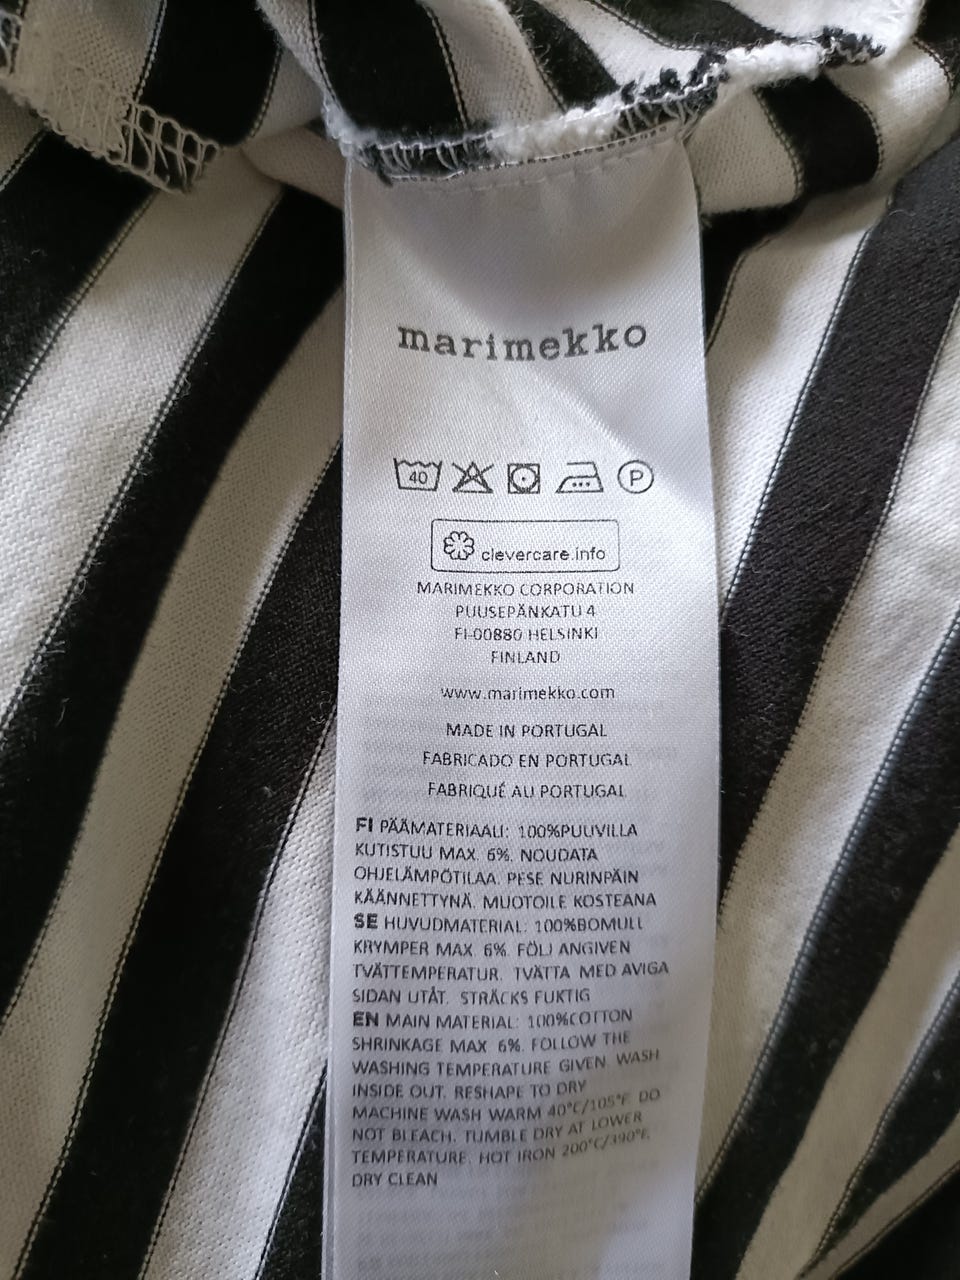 marimekko
40 P
clevercare.info
MARIMEKKO CORPORATION
PUUSEPÄNKATU 4
FI-00880 HELSINKI
FINLAND
www.marimekko.com
MADE IN PORTUGAL
FABRICADO EN PORTUGAL
FABRIQUÉ AU PORTUGAL
FI PÄÄMATERIAALI: 100%PUUVILLA
KUTISTUU MAX. 6%. NOUDATA
OHJELÄMPÖTILAA. PESE NURINPÄIN
KÄÄNNETTYNÄ. MUOTOILE KOSTEANA
SE HUVUDMATERIAL: 100%BOMULL
KRYMPER MAX. 6%. FÖLJ ANGIVEN
TVÄTTEMPERATUR. TVÄTTA MED AVIGA
SIDAN UTÅT. STRÄCKS FUKTIG
EN MAIN MATERIAL: 100%COTTON
SHRINKAGE MAX 6%. FOLLOW THE
WASHING TEMPERATURE GIVEN. WASH
INSIDE OUT. RESHAPE TO DRY
MACHINE WASH WARM 40°C/105°F. DO
NOT BLEACH. TUMBLE DRY AT LOWER
TEMPERATURE. HOT IRON 200°C/390°F.
DRY CLEAN